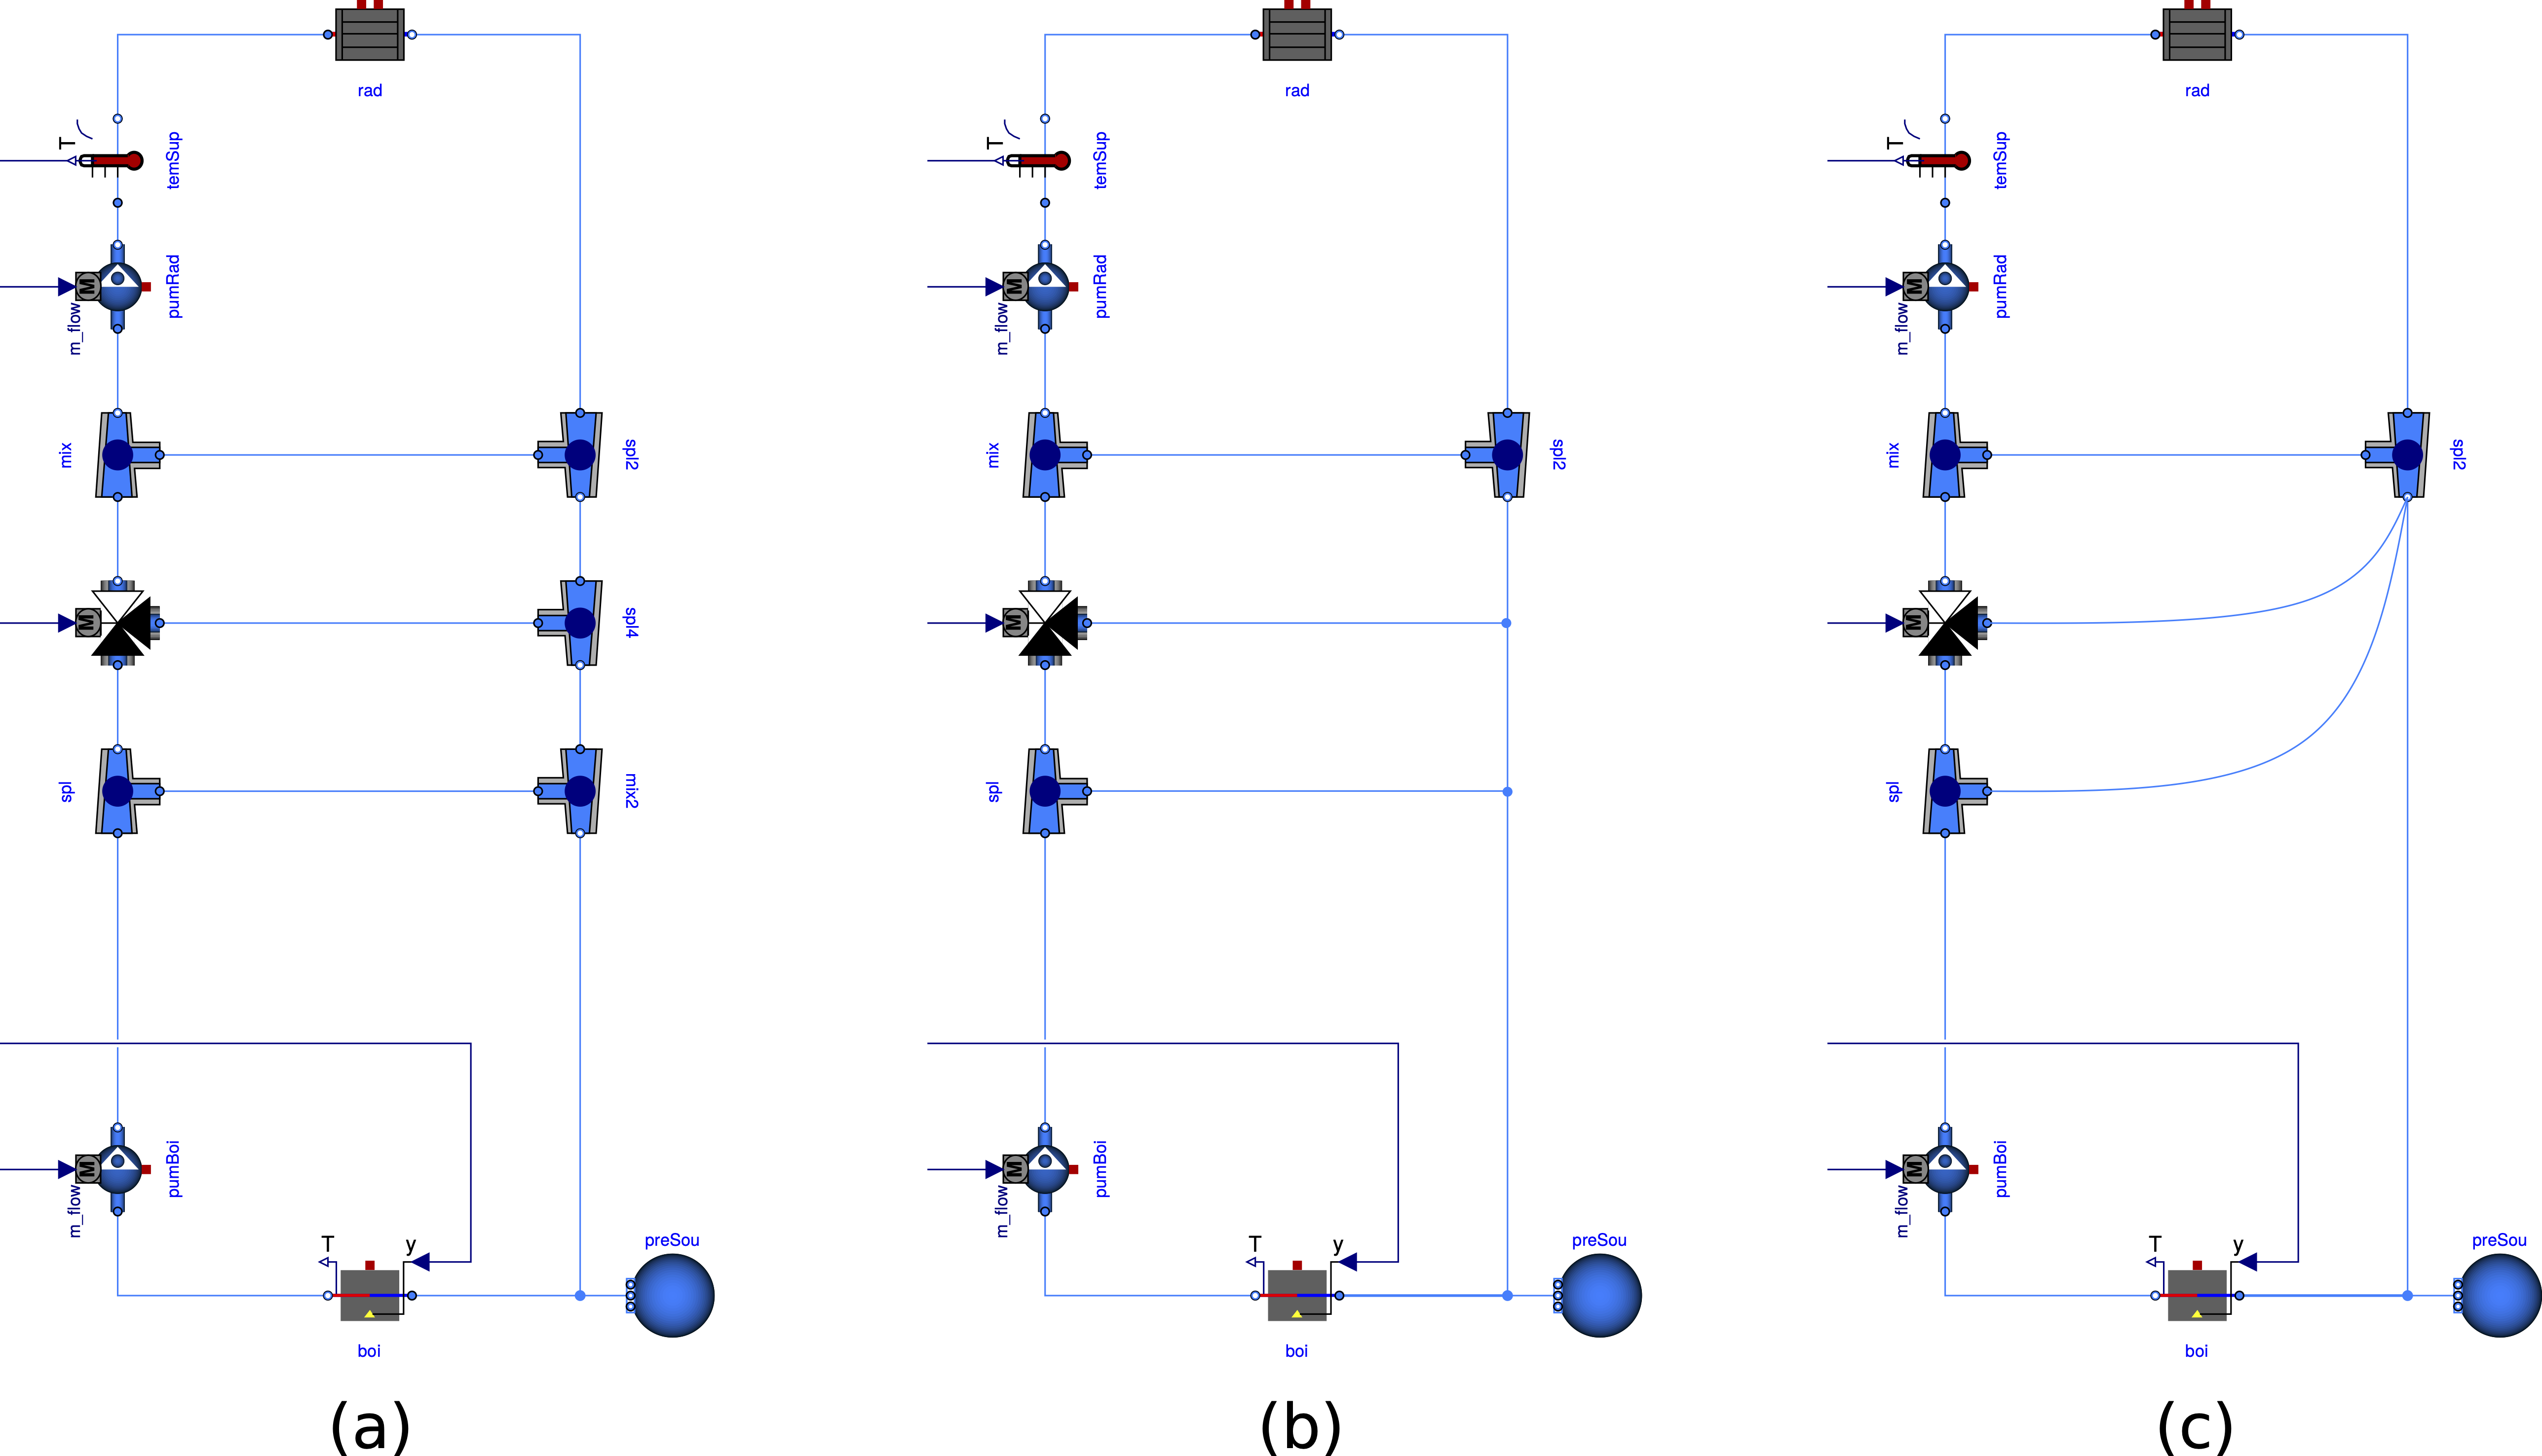 rad
T
temSup
pumRad
m_flow
M
mix
spl2
M
spl4
spl
mix2
M
pumBoi
m_flow
T
y
preSou
boi
(a)
rad
T
temSup
pumRad
m_flow
M
mix
spl2
M
spl
M
pumBoi
m_flow
T
y
preSou
boi
(b)
rad
T
temSup
pumRad
m_flow
M
mix
spl2
M
spl
M
pumBoi
m_flow
T
y
preSou
boi
(c)